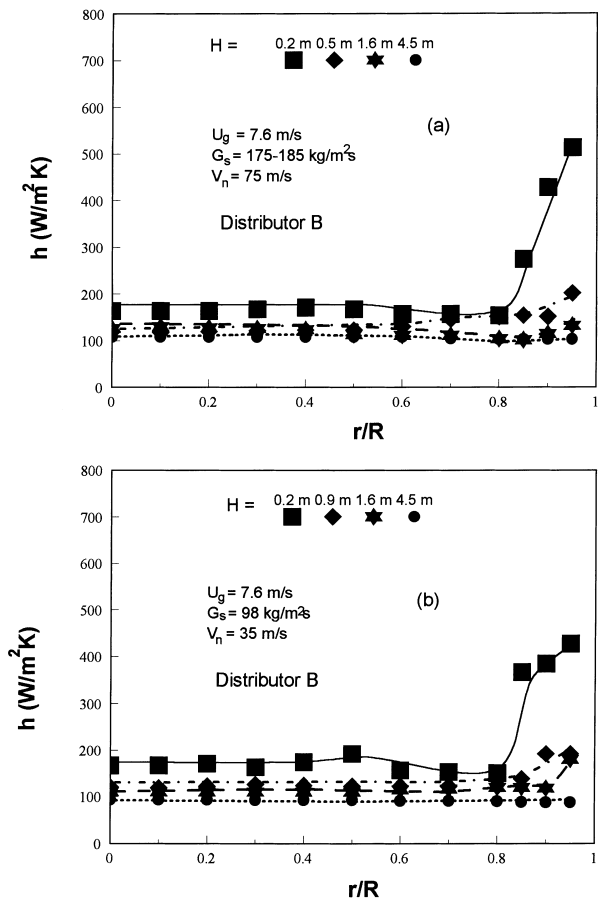 800
H = 0.2 m 0.5 m 1.6 m 4.5 m
700
600
(a)
U_g = 7.6 m/s
G_s = 175-185 kg/m²s
V_n = 75 m/s
500
Distributor B
400
300
200
100
0
h (W/m² K)
0 0.2 0.4 0.6 0.8 1
r/R
800
H = 0.2 m 0.9 m 1.6 m 4.5 m
700
600
U_g = 7.6 m/s
G_s = 98 kg/m²s
V_n = 35 m/s
(b)
500
Distributor B
400
300
200
100
0
h (W/m²K)
0 0.2 0.4 0.6 0.8 1
r/R